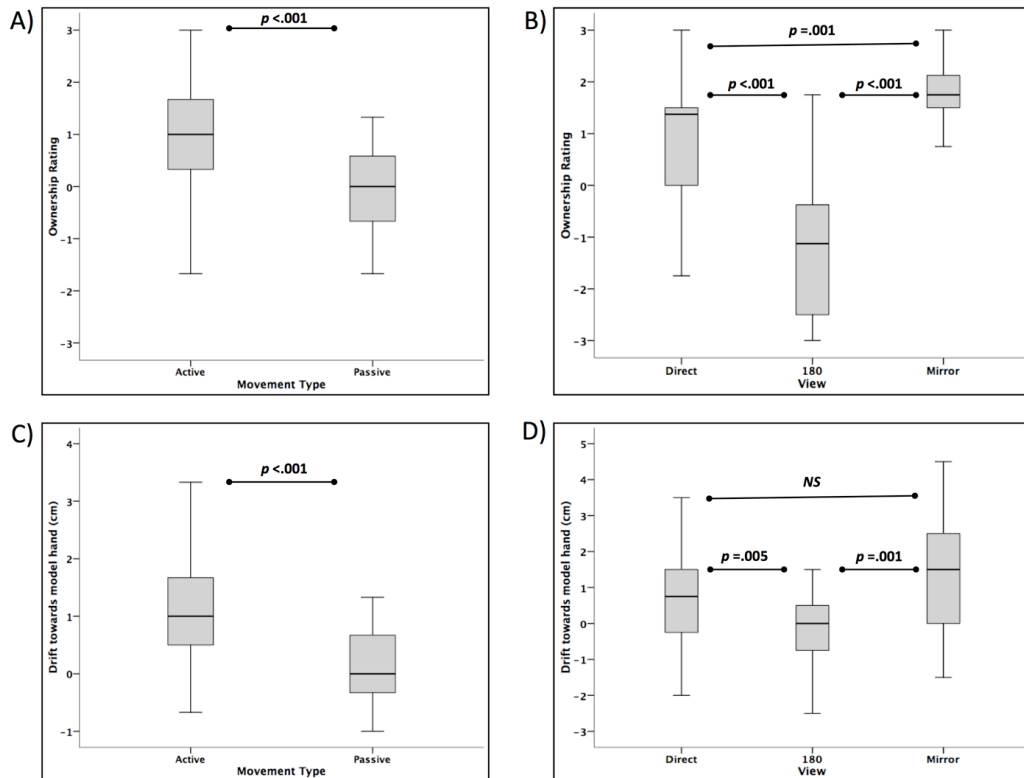 A)
p <.001
Ownership Rating
3
2
1
0
−1
−2
−3
Active
Passive
Movement Type
B)
p =.001
p <.001
p <.001
Ownership Rating
3
2
1
0
−1
−2
−3
Direct
180
Mirror
View
C)
p <.001
Drift towards model hand (cm)
4
3
2
1
0
−1
Active
Passive
Movement Type
D)
NS
p =.005
p =.001
Drift towards model hand (cm)
5
4
3
2
1
0
−1
−2
−3
Direct
180
Mirror
View